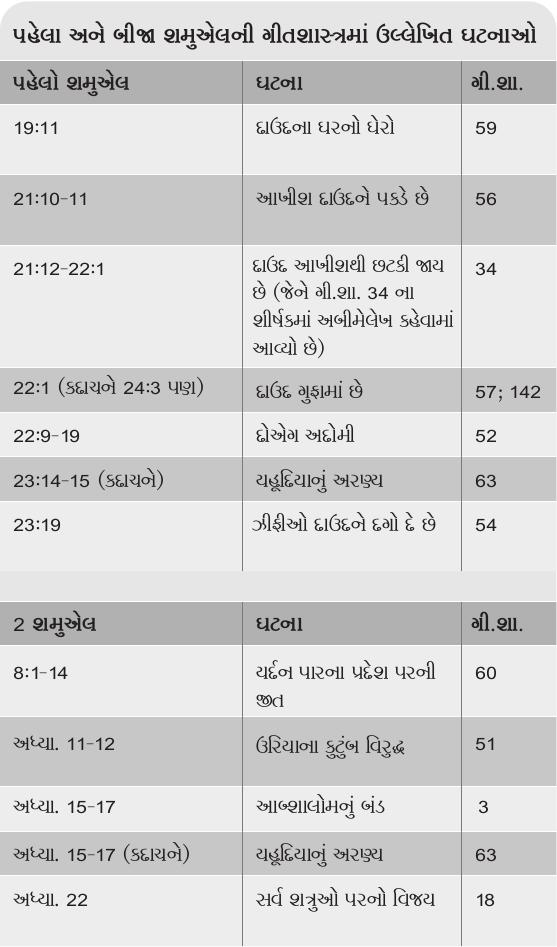 પહેલા અને બીજા શમુએલની ગીતશાસ્ત્રમાં ઉલ્લેખિત ઘટનાઓ
પહેલો શમુએલ ઘટના ગી.શા.
19:11 દાઉદના ઘરનો ઘેરો 59
21:10-11 આખીશ દાઉદને પકડે છે 56
21:12-22:1 દાઉદ આખીશથી છટકી જાય 34
છે (જેને ગી.શા. 34 ના
શીર્ષકમાં અબીમેલેખ કહેવામાં
આવ્યો છે)
22:1 (કદાચને 24:3 પણ) દાઉદ ગુફામાં છે 57; 142
22:9-19 દોએગ અદોમી 52
23:14-15 (કદાચને) યહૂદિયાનું અરણ્ય 63
23:19 ઝીફીઓ દાઉદને દગો દે છે 54
2 શમુએલ ઘટના ગી.શા.
8:1-14 યર્દન પારના પ્રદેશ પરની 60
જીત
અધ્યા. 11-12 ઉરિયાના કુટુંબ વિરુદ્ધ 51
અધ્યા. 15-17 આબ્શાલોમનું બંડ 3
અધ્યા. 15-17 (કદાચને) યહૂદિયાનું અરણ્ય 63
અધ્યા. 22 સર્વ શત્રુઓ પરનો વિજય 18